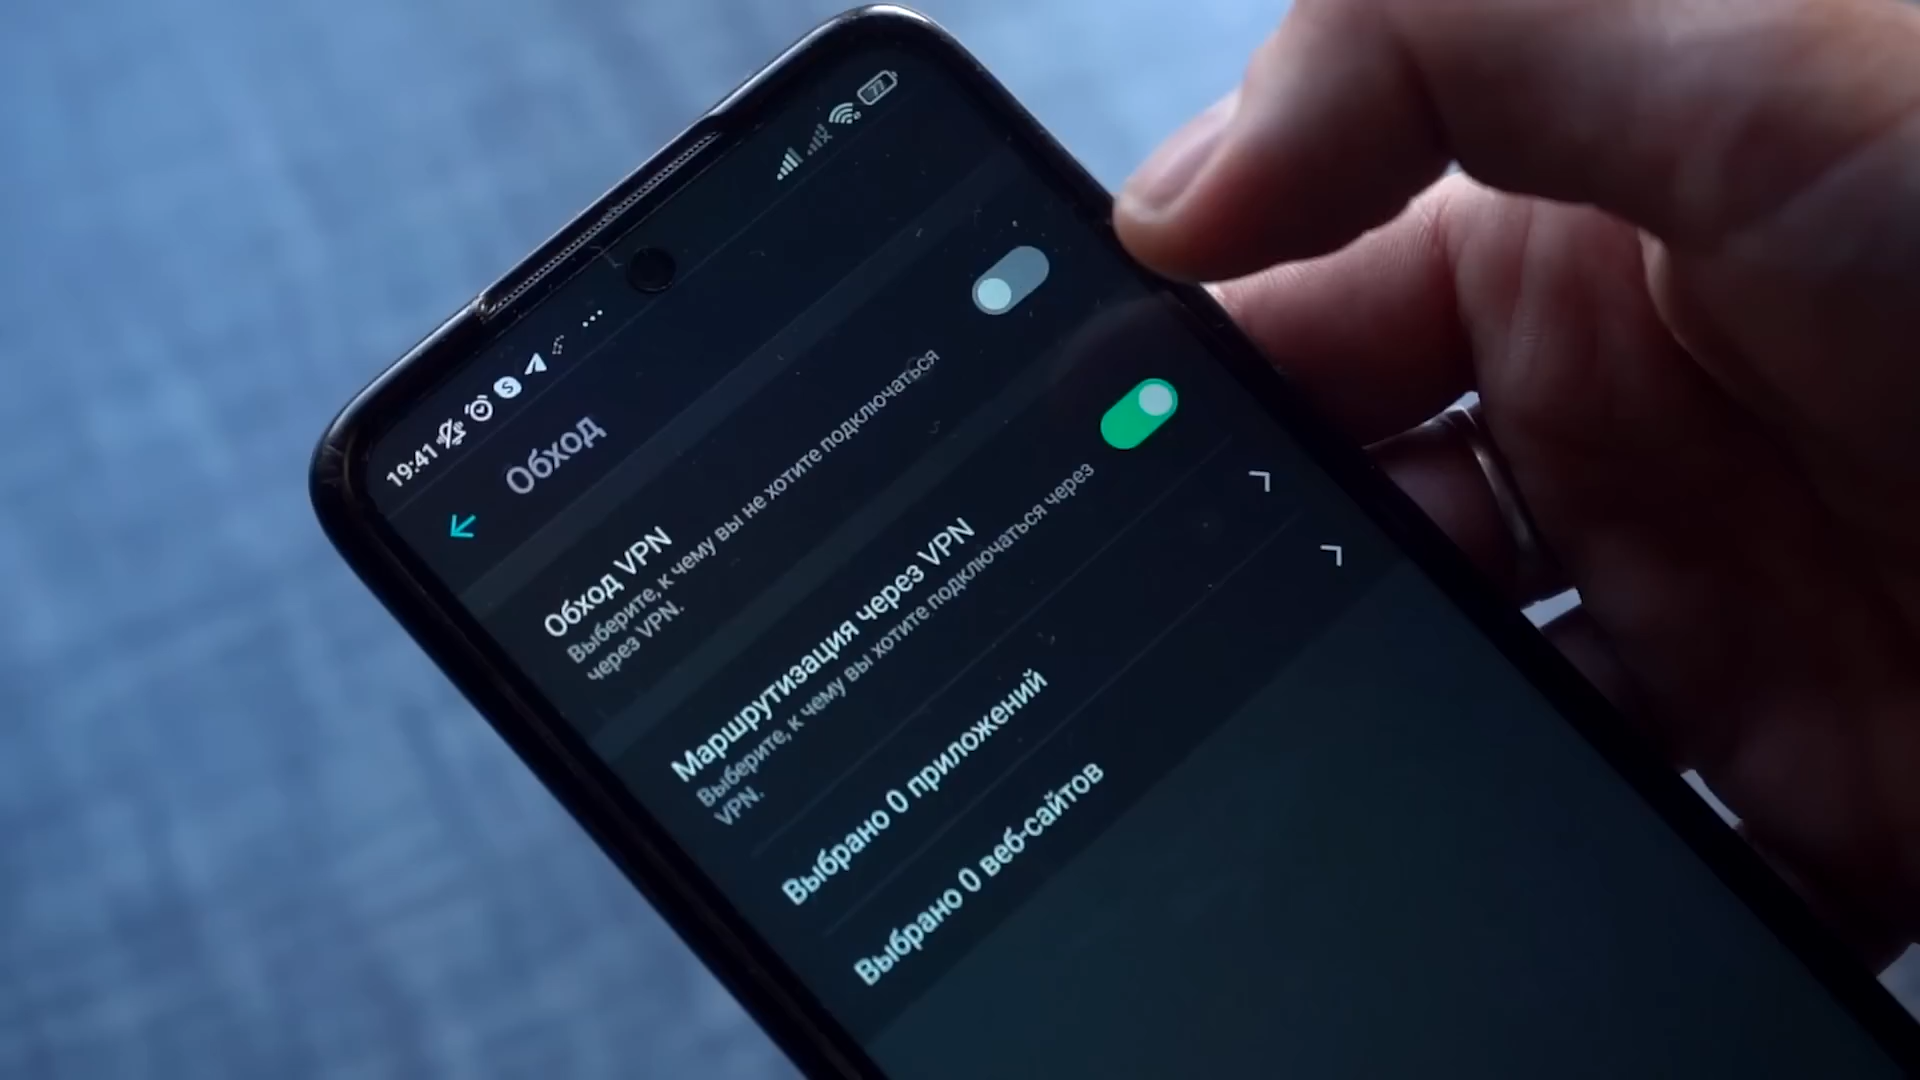 19:41
77
Обход
Обход VPN
Выберите, к чему вы не хотите подключаться
через VPN.
Маршрутизация через VPN
Выберите, к чему вы хотите подключаться через
VPN.
Выбрано 0 приложений
Выбрано 0 веб-сайтов